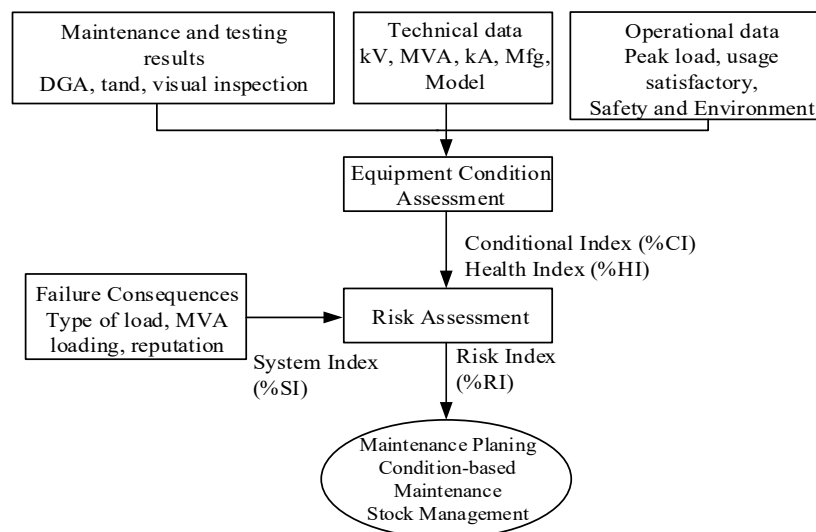 Maintenance and testing
results
DGA, tand, visual inspection
Technical data
kV, MVA, kA, Mfg,
Model
Operational data
Peak load, usage
satisfactory,
Safety and Environment
Equipment Condition
Assessment
Conditional Index (%CI)
Health Index (%HI)
Failure Consequences
Type of load, MVA
loading, reputation
System Index
(%SI)
Risk Assessment
Risk Index
(%RI)
Maintenance Planing
Condition-based
Maintenance
Stock Management